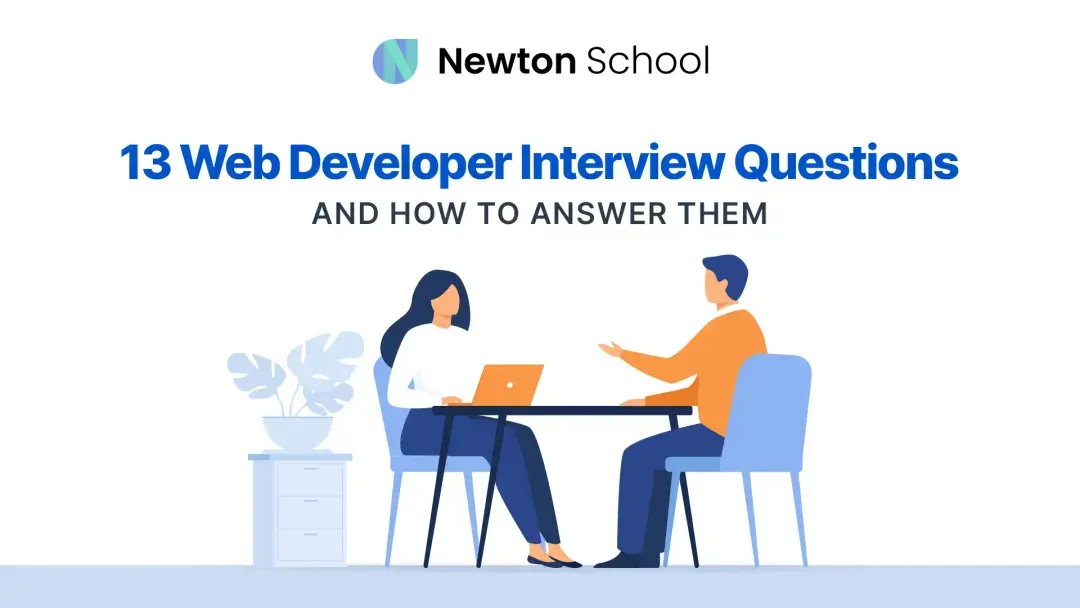 Newton School
13 Web Developer Interview Questions
AND HOW TO ANSWER THEM